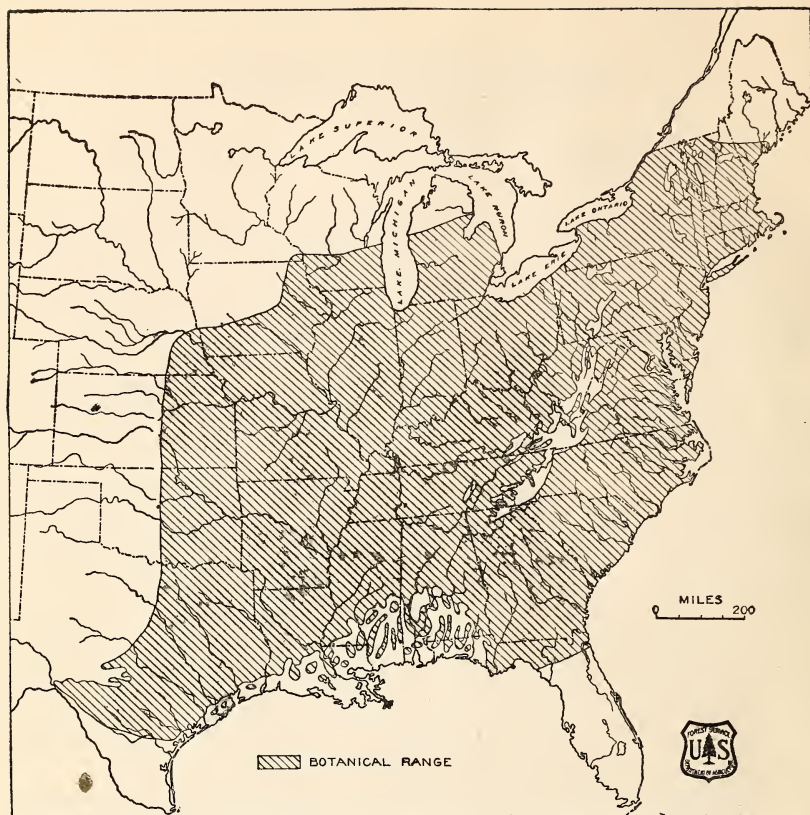 LAKE SUPERIOR
LAKE MICHIGAN
LAKE HURON
LAKE ONTARIO
LAKE ERIE
MILES
0 200
BOTANICAL RANGE
FOREST SERVICE
U S
DEPARTMENT OF AGRICULTURE